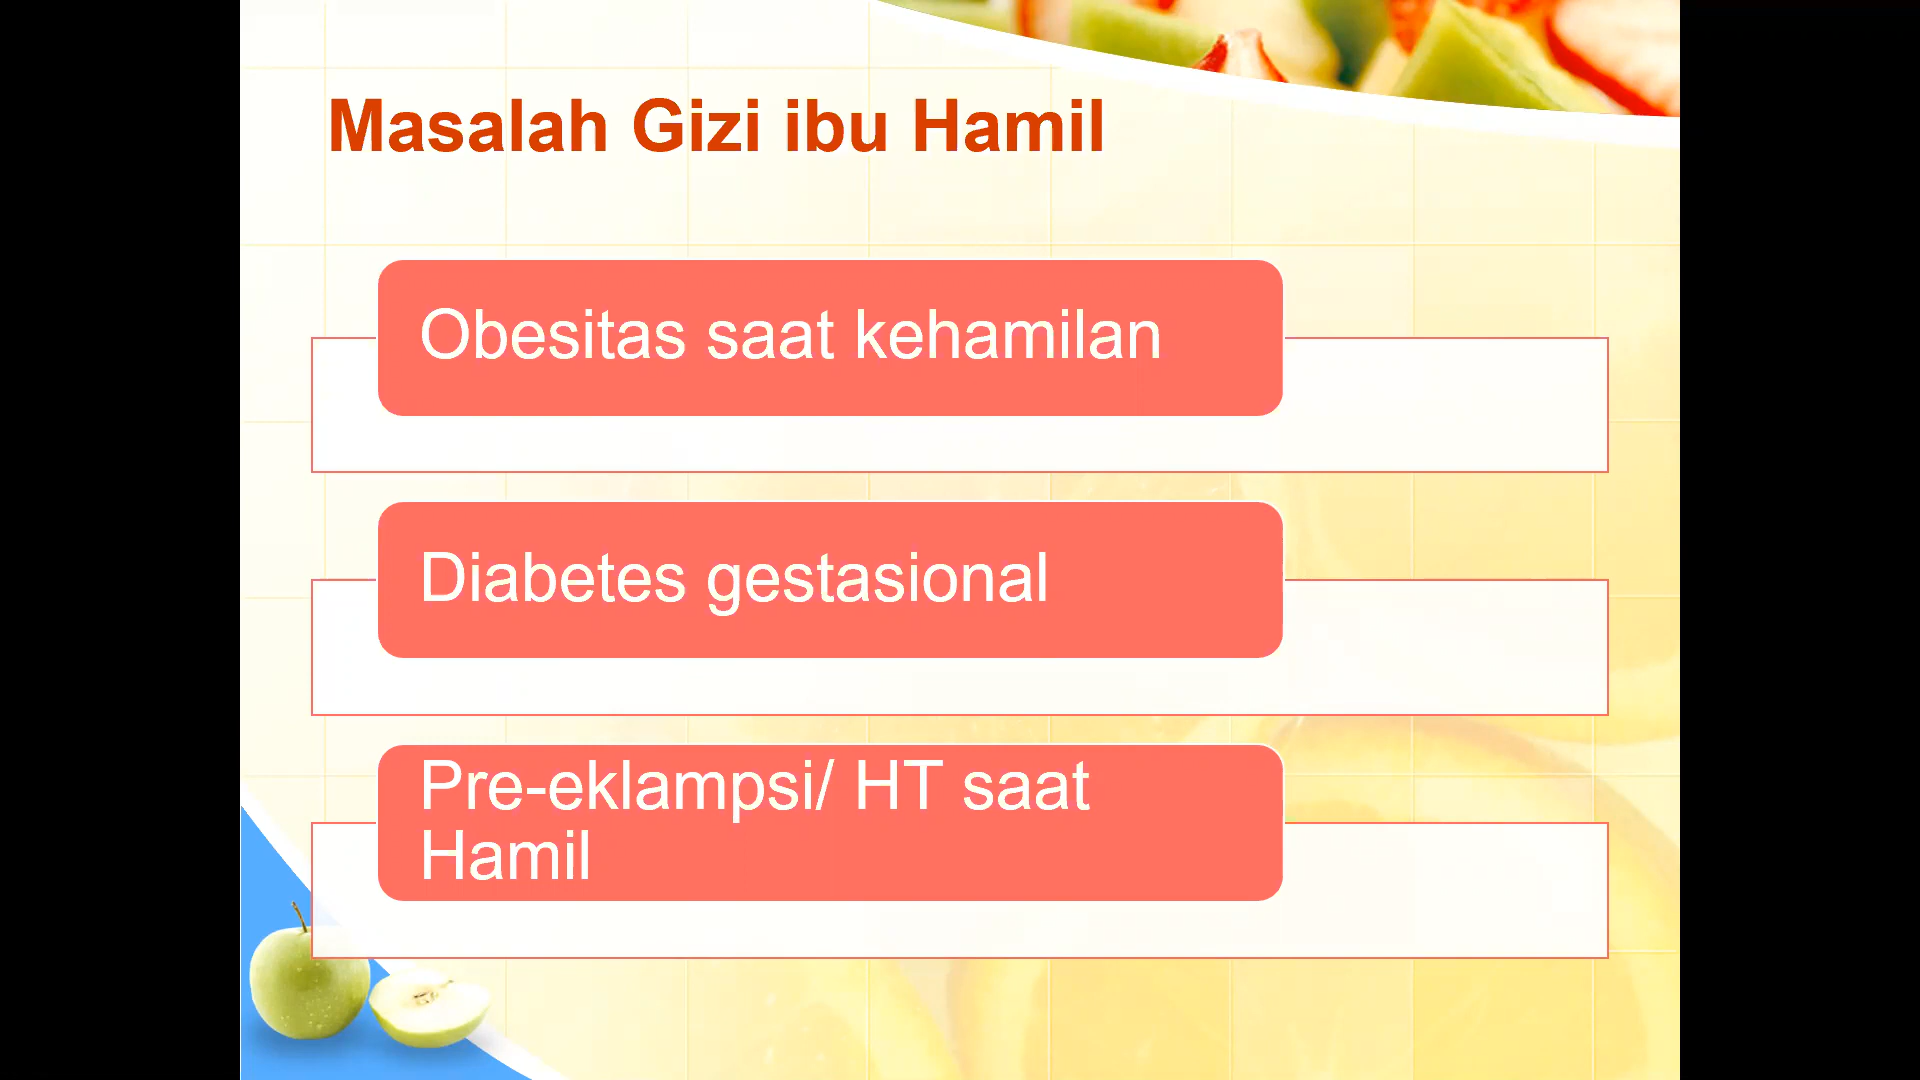 Masalah Gizi ibu Hamil
Obesitas saat kehamilan
Diabetes gestasional
Pre-eklampsi/ HT saat
Hamil